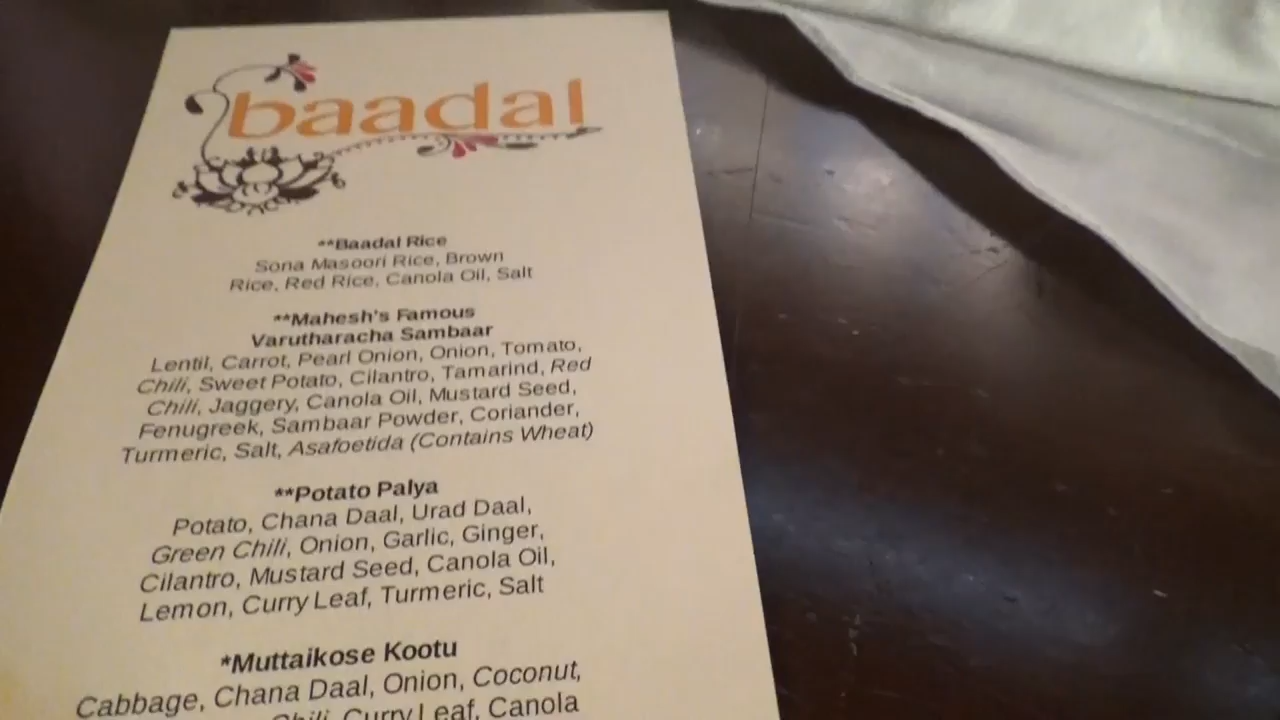 baadal
**Baadal Rice
Sona Masoori Rice, Brown
Rice, Red Rice, Canola Oil, Salt
**Mahesh's Famous
Varutharacha Sambaar
Lentil, Carrot, Pearl Onion, Onion, Tomato,
Chili, Sweet Potato, Cilantro, Tamarind, Red
Chili, Jaggery, Canola Oil, Mustard Seed,
Fenugreek, Sambaar Powder, Coriander,
Turmeric, Salt, Asafoetida (Contains Wheat)
**Potato Palya
Potato, Chana Daal, Urad Daal,
Green Chili, Onion, Garlic, Ginger,
Cilantro, Mustard Seed, Canola Oil,
Lemon, Curry Leaf, Turmeric, Salt
*Muttaikose Kootu
Cabbage, Chana Daal, Onion, Coconut,
Chili, Curry Leaf, Canola